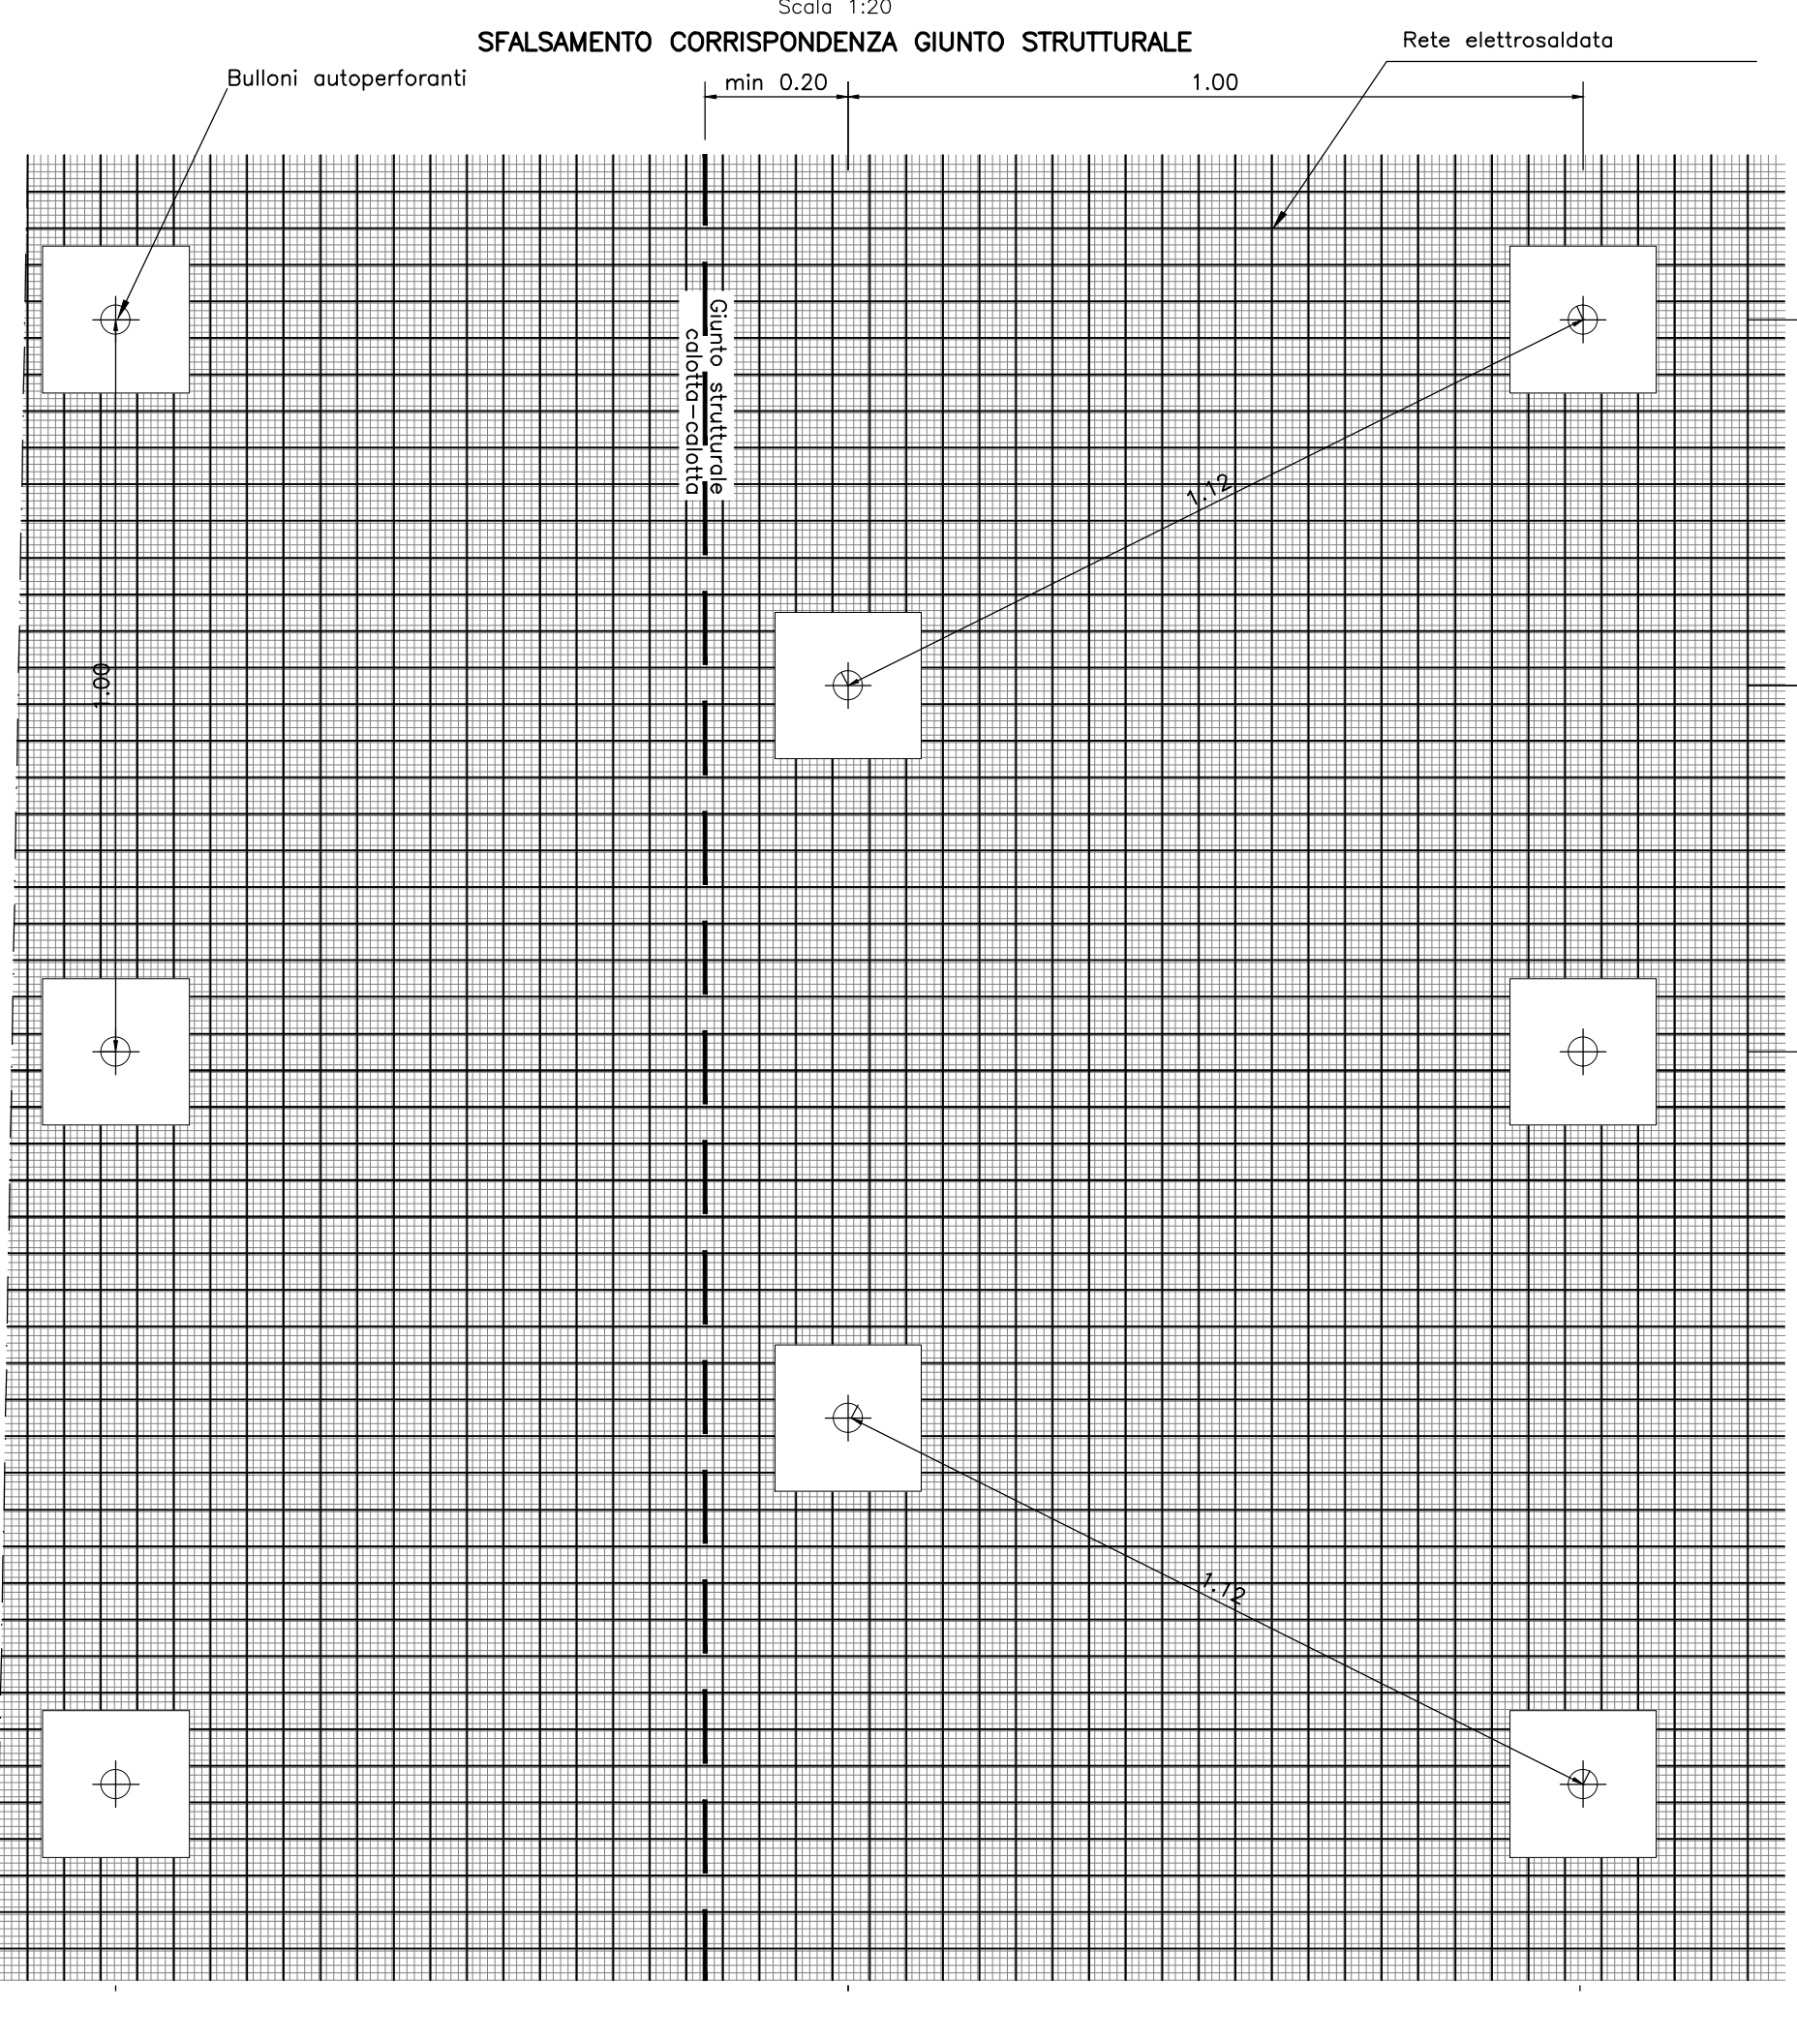 Scala 1:20
SFALSAMENTO CORRISPONDENZA GIUNTO STRUTTURALE
Rete elettrosaldata
Bulloni autoperforanti
min 0.20
1.00
Giunto strutturale
calotta-calotta
1.12
1.00
1.12